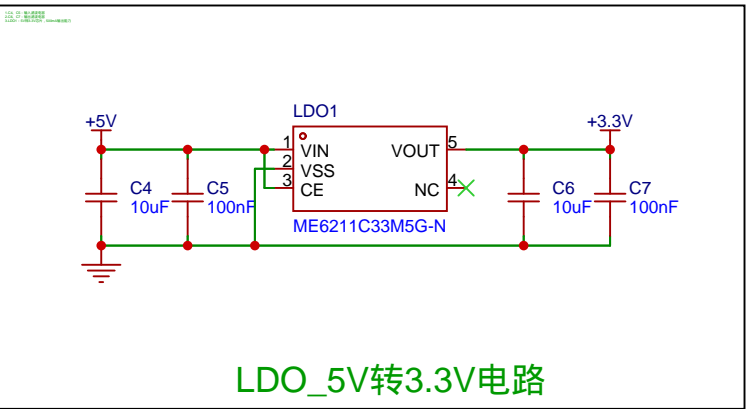 +5V
LDO1
+3.3V
1
VIN
2
VSS
3
CE
VOUT
5
NC
4
C4
10uF
C5
100nF
C6
10uF
C7
100nF
ME6211C33M5G-N
LDO_5V转3.3V电路